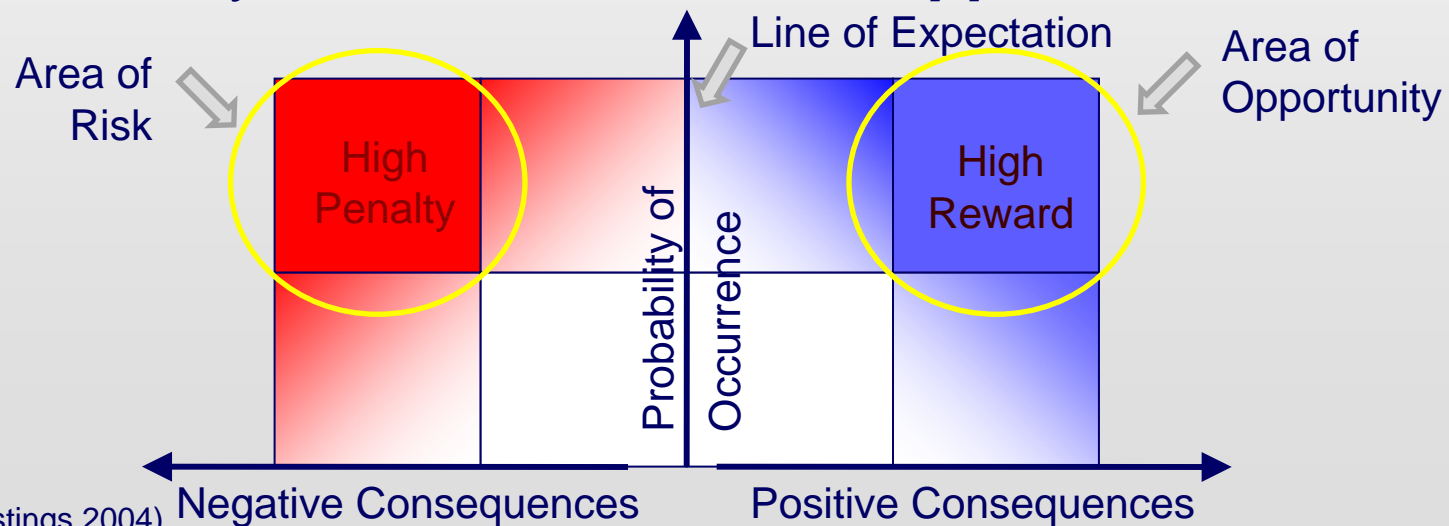 Line of Expectation
Area of
Risk
Area of
Opportunity
High
Penalty
High
Reward
Probability of
Occurrence
Negative Consequences
Positive Consequences
2004)